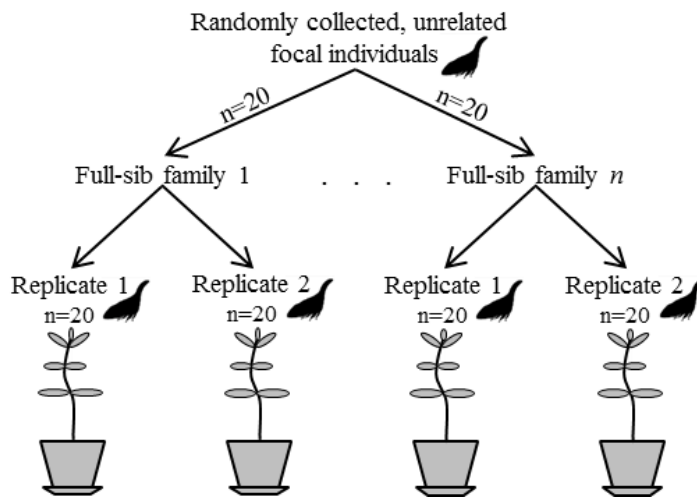 Randomly collected, unrelated
focal individuals
n=20
n=20
Full-sib family 1
. . .
Full-sib family n
Replicate 1
n=20
Replicate 2
n=20
Replicate 1
n=20
Replicate 2
n=20